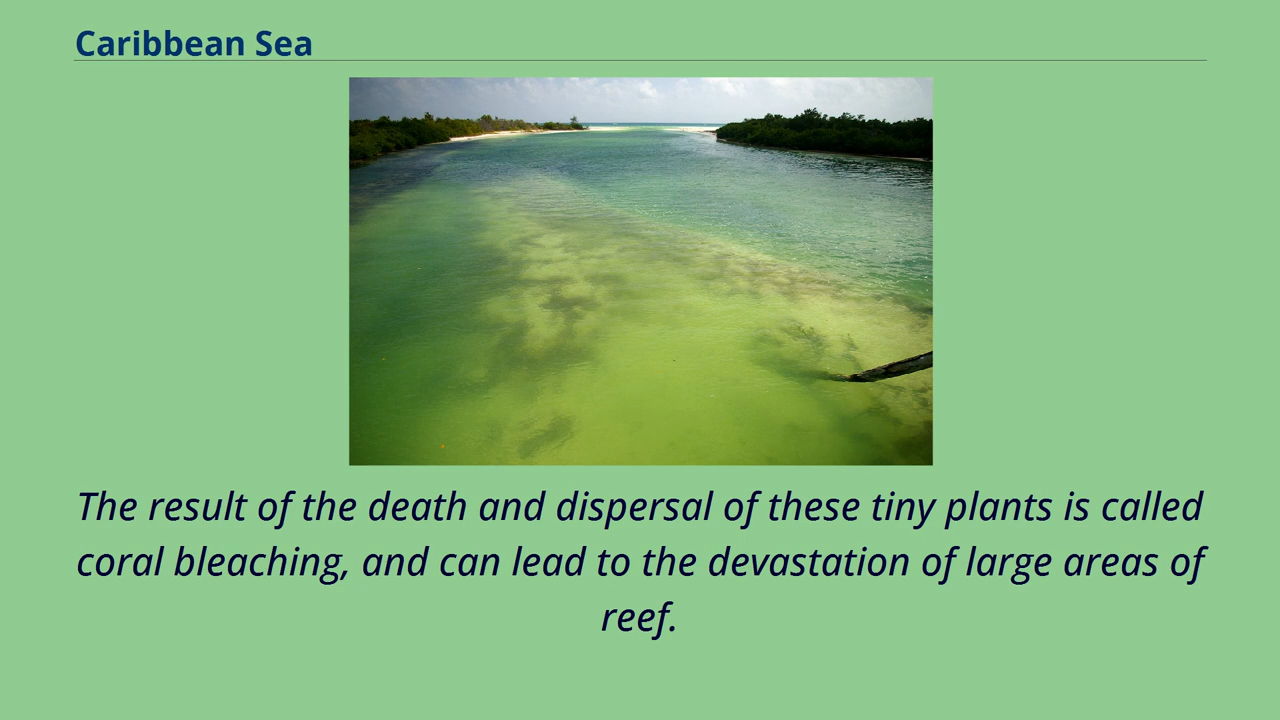 Caribbean Sea
The result of the death and dispersal of these tiny plants is called
coral bleaching, and can lead to the devastation of large areas of
reef.